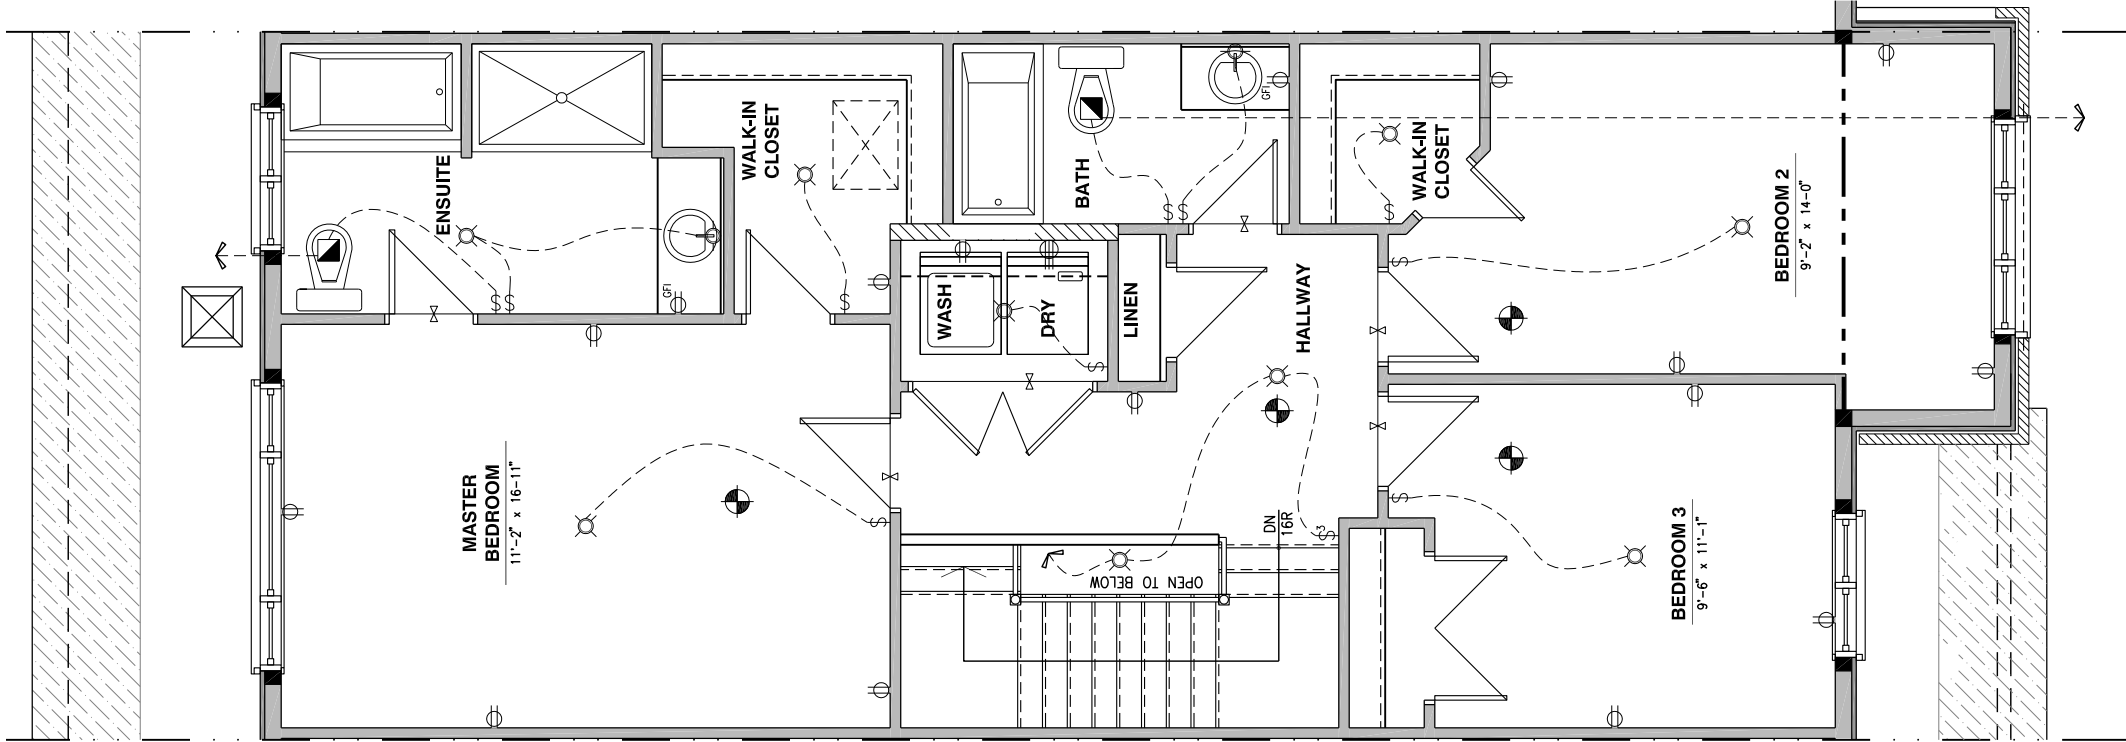 ENSUITE
GFI
WALK-IN
CLOSET
BATH
GFI
WALK-IN
CLOSET
BEDROOM 2
9'-2" x 14-0"
WASH
DRY
LINEN
HALLWAY
MASTER
BEDROOM
11'-2" x 16-11"
DN
16R
OPEN TO BELOW
BEDROOM 3
9'-6" x 11'-1"
S
S
S
S
S
S
S
S
S
S
S
S3